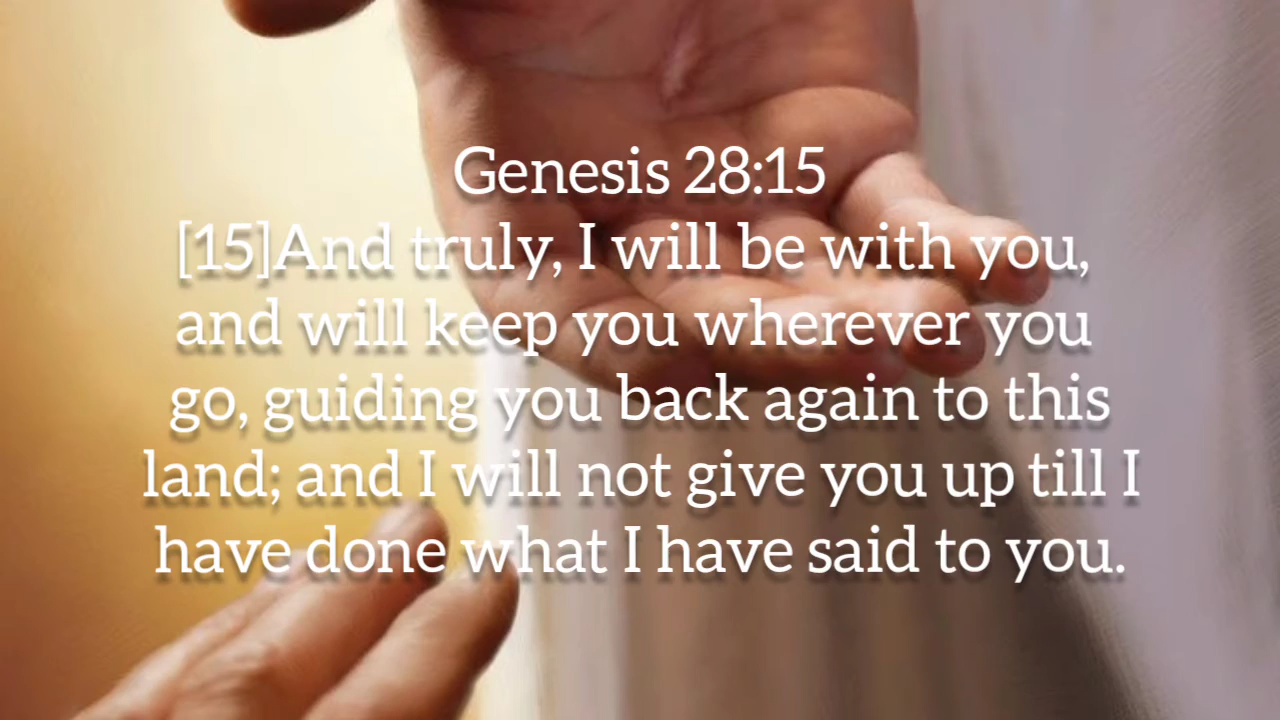 Genesis 28:15
[15]And truly, I will be with you,
and will keep you wherever you
go, guiding you back again to this
land; and I will not give you up till I
have done what I have said to you.